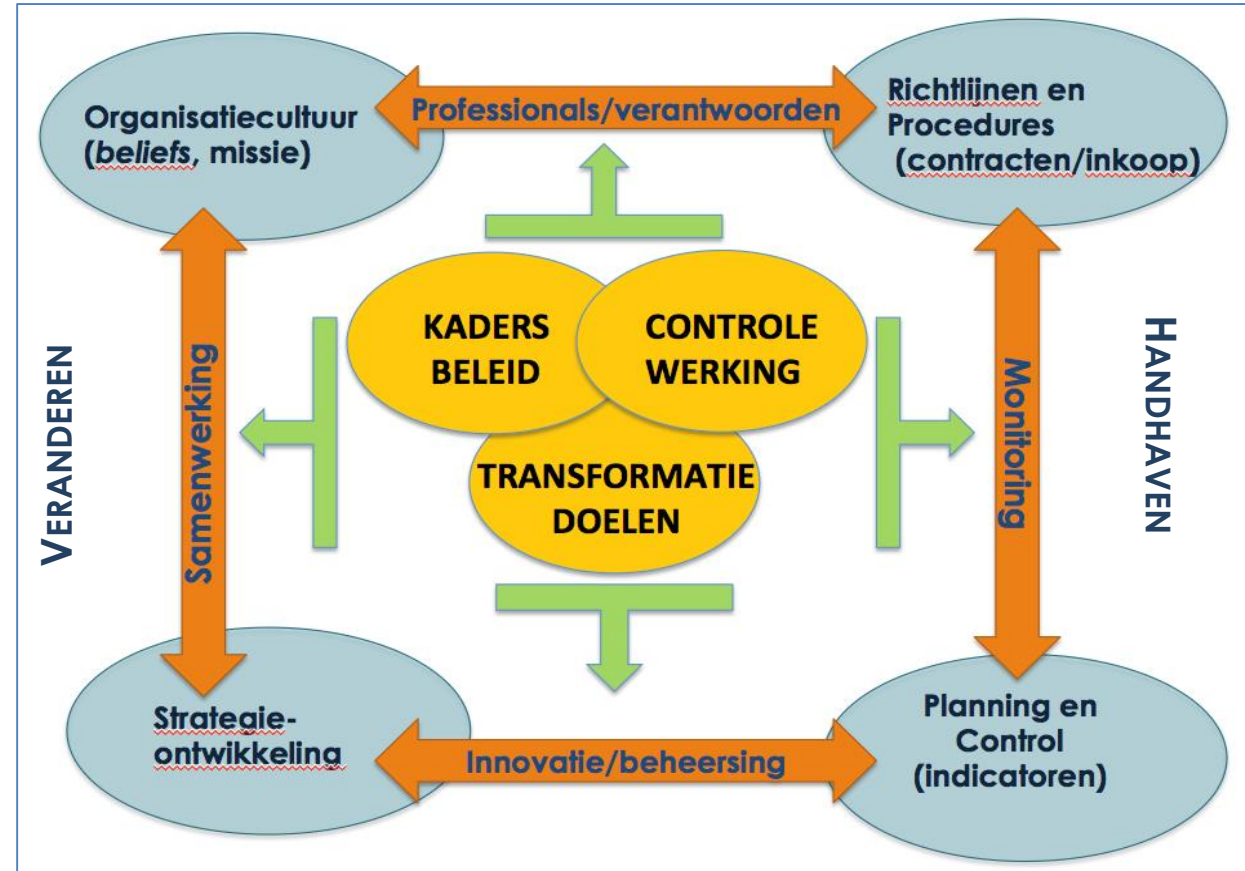 Organisatiecultuur
(beliefs, missie)
Professionals/verantwoorden
Richtlijnen en
Procedures
(contracten/inkoop)
VERANDEREN
Samenwerking
KADERS
BELEID
CONTROLE
WERKING
TRANSFORMATIE
DOELEN
Monitoring
HANDHAVEN
Strategie-
ontwikkeling
Innovatie/beheersing
Planning en
Control
(indicatoren)